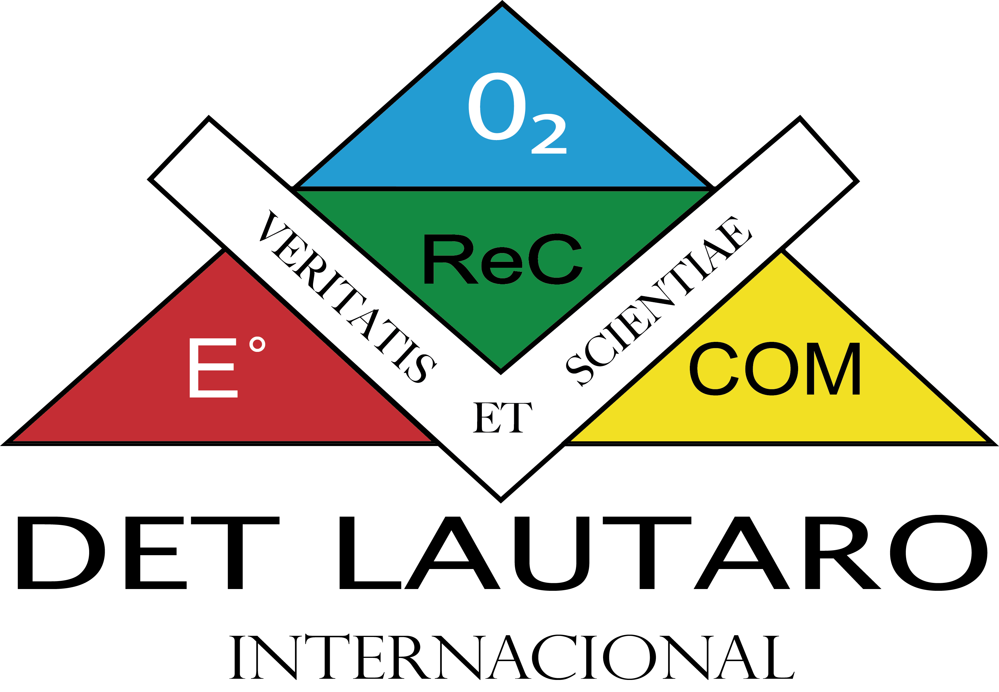 O₂
ReC
VERITATIS
ET
SCIENTIAE
E°
COM
DET LAUTARO
INTERNACIONAL